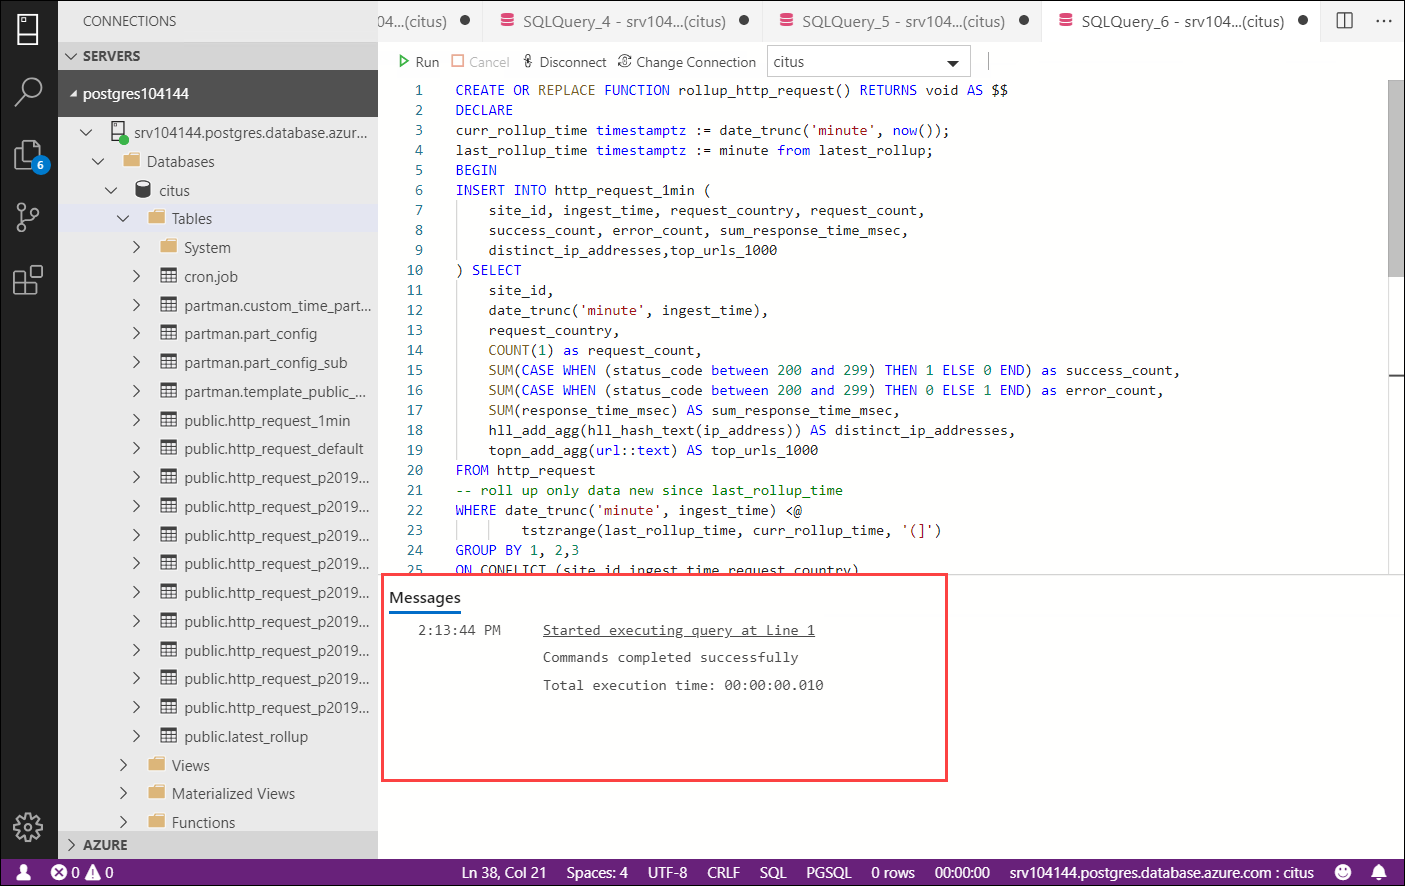 CONNECTIONS
SERVERS
postgres104144
srv104144.postgres.database.azur...
Databases
citus
Tables
System
cron.job
partman.custom_time_part...
partman.part_config
partman.part_config_sub
partman.template_public_...
public.http_request_1min
public.http_request_default
public.http_request_p2019...
public.http_request_p2019...
public.http_request_p2019...
public.http_request_p2019...
public.http_request_p2019...
public.http_request_p2019...
public.http_request_p2019...
public.http_request_p2019...
public.http_request_p2019...
public.latest_rollup
Views
Materialized Views
Functions
AZURE
6
04...(citus)
SQLQuery_4 - srv104...(citus)
SQLQuery_5 - srv104...(citus)
SQLQuery_6 - srv104...(citus)
Run Cancel Disconnect Change Connection citus
1 CREATE OR REPLACE FUNCTION rollup_http_request() RETURNS void AS $$
2 DECLARE
3 curr_rollup_time timestamptz := date_trunc('minute', now());
4 last_rollup_time timestamptz := minute from latest_rollup;
5 BEGIN
6 INSERT INTO http_request_1min (
7 site_id, ingest_time, request_country, request_count,
8 success_count, error_count, sum_response_time_msec,
9 distinct_ip_addresses,top_urls_1000
10 ) SELECT
11 site_id,
12 date_trunc('minute', ingest_time),
13 request_country,
14 COUNT(1) as request_count,
15 SUM(CASE WHEN (status_code between 200 and 299) THEN 1 ELSE 0 END) as success_count,
16 SUM(CASE WHEN (status_code between 200 and 299) THEN 0 ELSE 1 END) as error_count,
17 SUM(response_time_msec) AS sum_response_time_msec,
18 hll_add_agg(hll_hash_text(ip_address)) AS distinct_ip_addresses,
19 topn_add_agg(url::text) AS top_urls_1000
20 FROM http_request
21 -- roll up only data new since last_rollup_time
22 WHERE date_trunc('minute', ingest_time) <@
23 tstzrange(last_rollup_time, curr_rollup_time, '(]')
24 GROUP BY 1, 2,3
25 ON CONFLICT (site_id,ingest_time,request_country)
Messages
2:13:44 PM Started executing query at Line 1
Commands completed successfully
Total execution time: 00:00:00.010
0 0 Ln 38, Col 21 Spaces: 4 UTF-8 CRLF SQL PGSQL 0 rows 00:00:00 srv104144.postgres.database.azure.com : citus